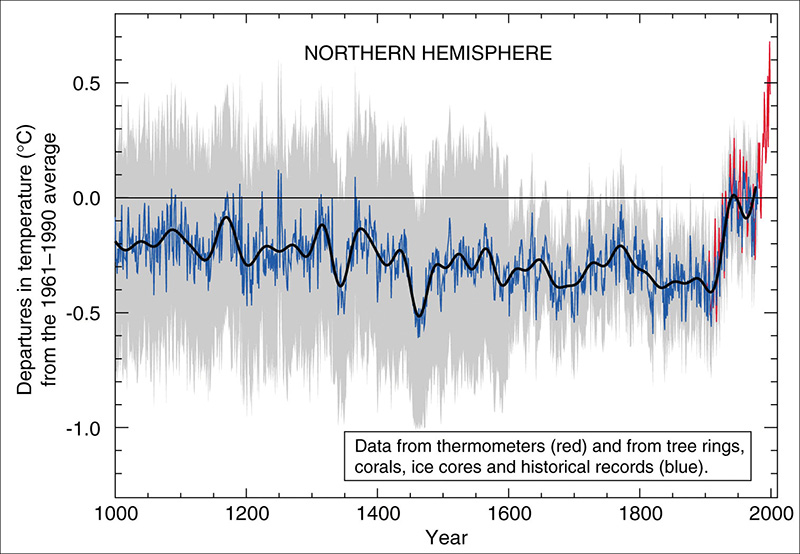 NORTHERN HEMISPHERE
Departures in temperature (°C)
from the 1961–1990 average
0.5
0.0
-0.5
-1.0
Data from thermometers (red) and from tree rings,
corals, ice cores and historical records (blue).
1000 1200 1400 1600 1800 2000
Year